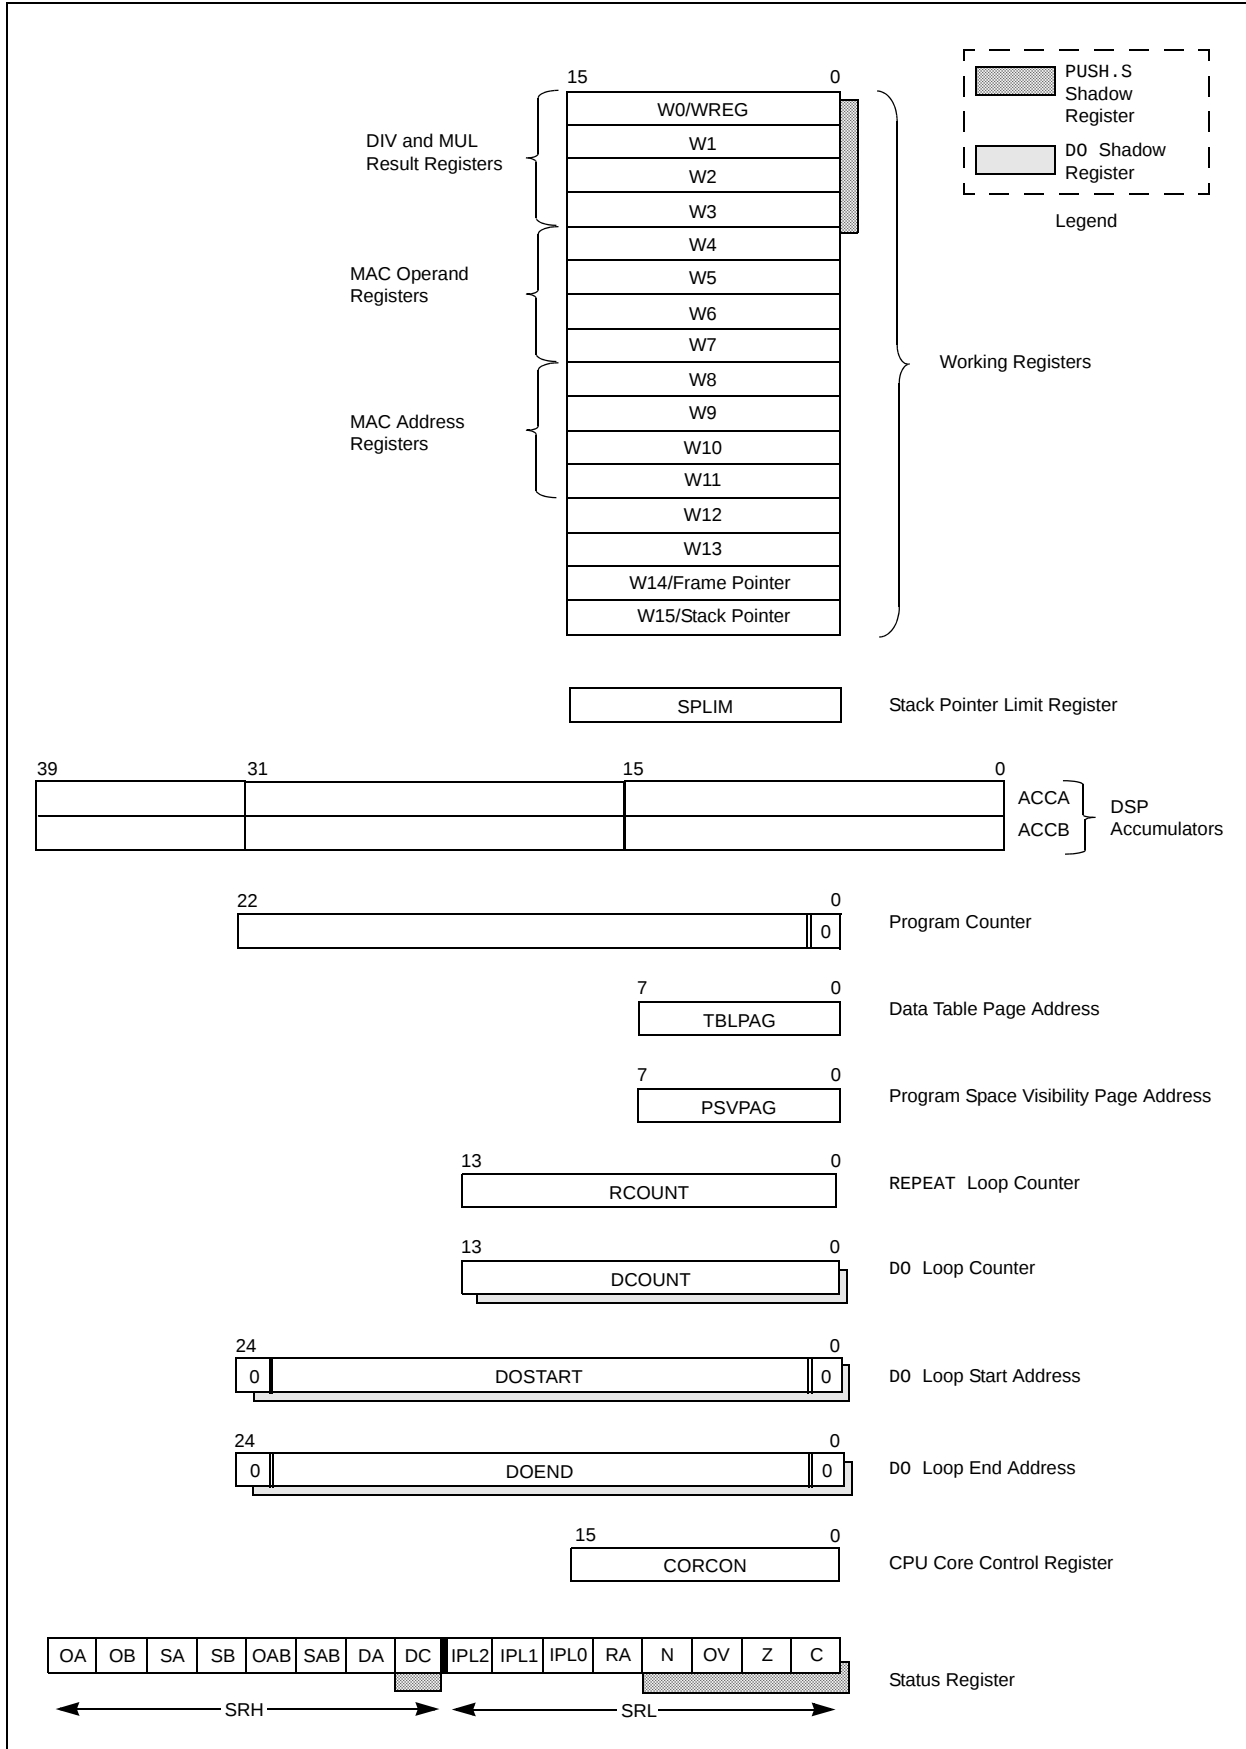 PUSH.S
Shadow
Register
DO Shadow
Register
Legend
15 0
W0/WREG
W1
W2
W3
W4
W5
W6
W7
W8
W9
W10
W11
W12
W13
W14/Frame Pointer
W15/Stack Pointer
DIV and MUL
Result Registers
MAC Operand
Registers
MAC Address
Registers
Working Registers
SPLIM Stack Pointer Limit Register
39 31 15 0
ACCA
ACCB
DSP
Accumulators
22 0
0 Program Counter
7 0
TBLPAG Data Table Page Address
7 0
PSVPAG Program Space Visibility Page Address
13 0
RCOUNT REPEAT Loop Counter
13 0
DCOUNT DO Loop Counter
24 0
0 DOSTART 0 DO Loop Start Address
24 0
0 DOEND 0 DO Loop End Address
15 0
CORCON CPU Core Control Register
OA OB SA SB OAB SAB DA DC IPL2 IPL1 IPL0 RA N OV Z C
Status Register
SRH SRL